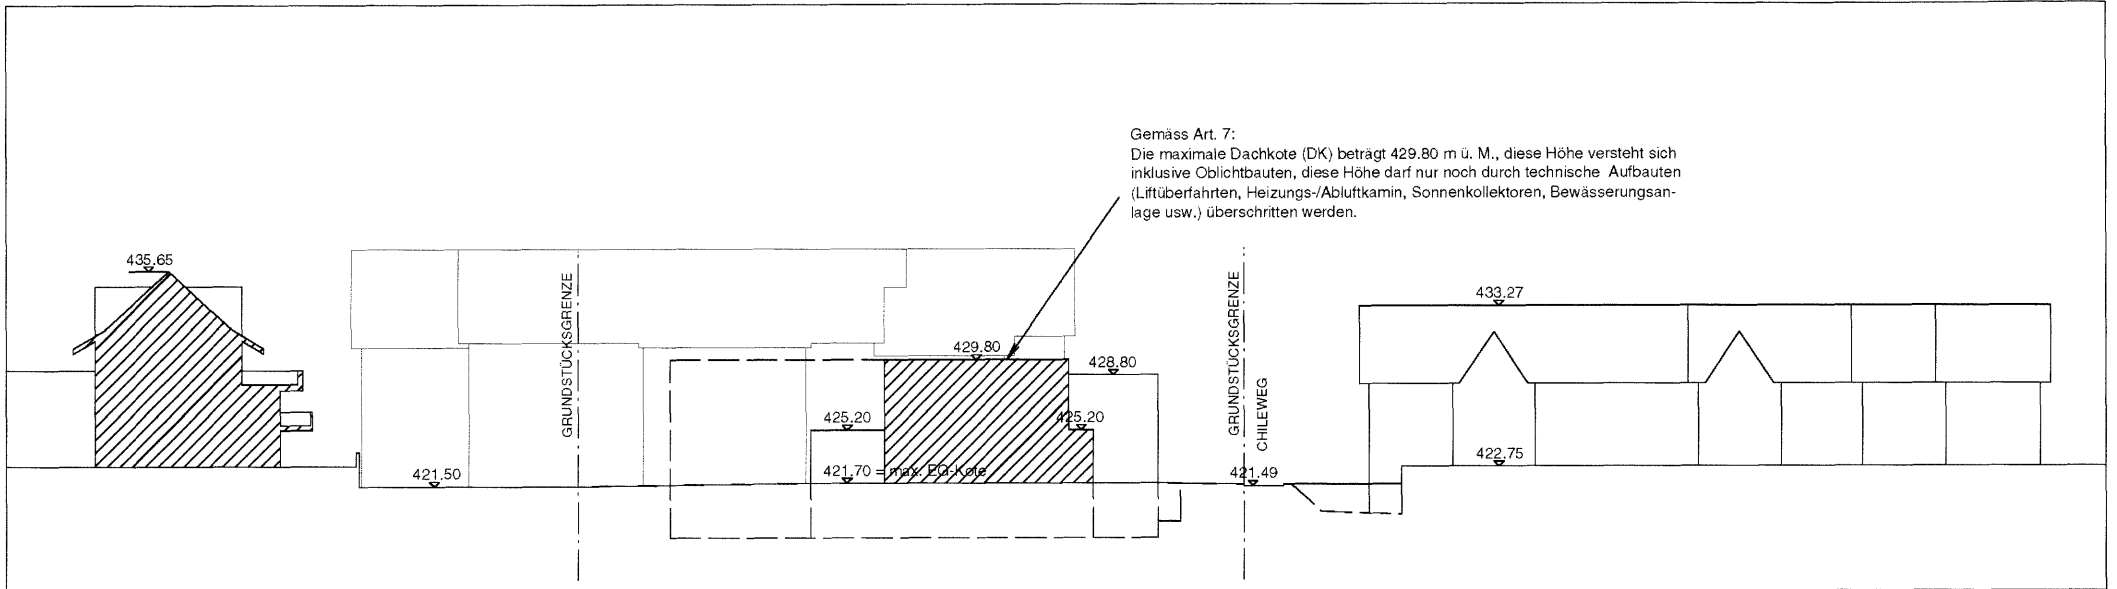 Gemäss Art. 7:
Die maximale Dachkote (DK) beträgt 429.80 m ü. M., diese Höhe versteht sich
inklusive Oblichtbauten, diese Höhe darf nur noch durch technische Aufbauten
(Liftüberfahrten, Heizungs-/Abluftkamin, Sonnenkollektoren, Bewässerungsan-
lage usw.) überschritten werden.
435.65
GRUNDSTÜCKSGRENZE
GRUNDSTÜCKSGRENZE
CHILEWEG
433.27
429.80
428.80
425.20
425.20
421.50
421.70 = max. EG-Kote
421.49
422.75